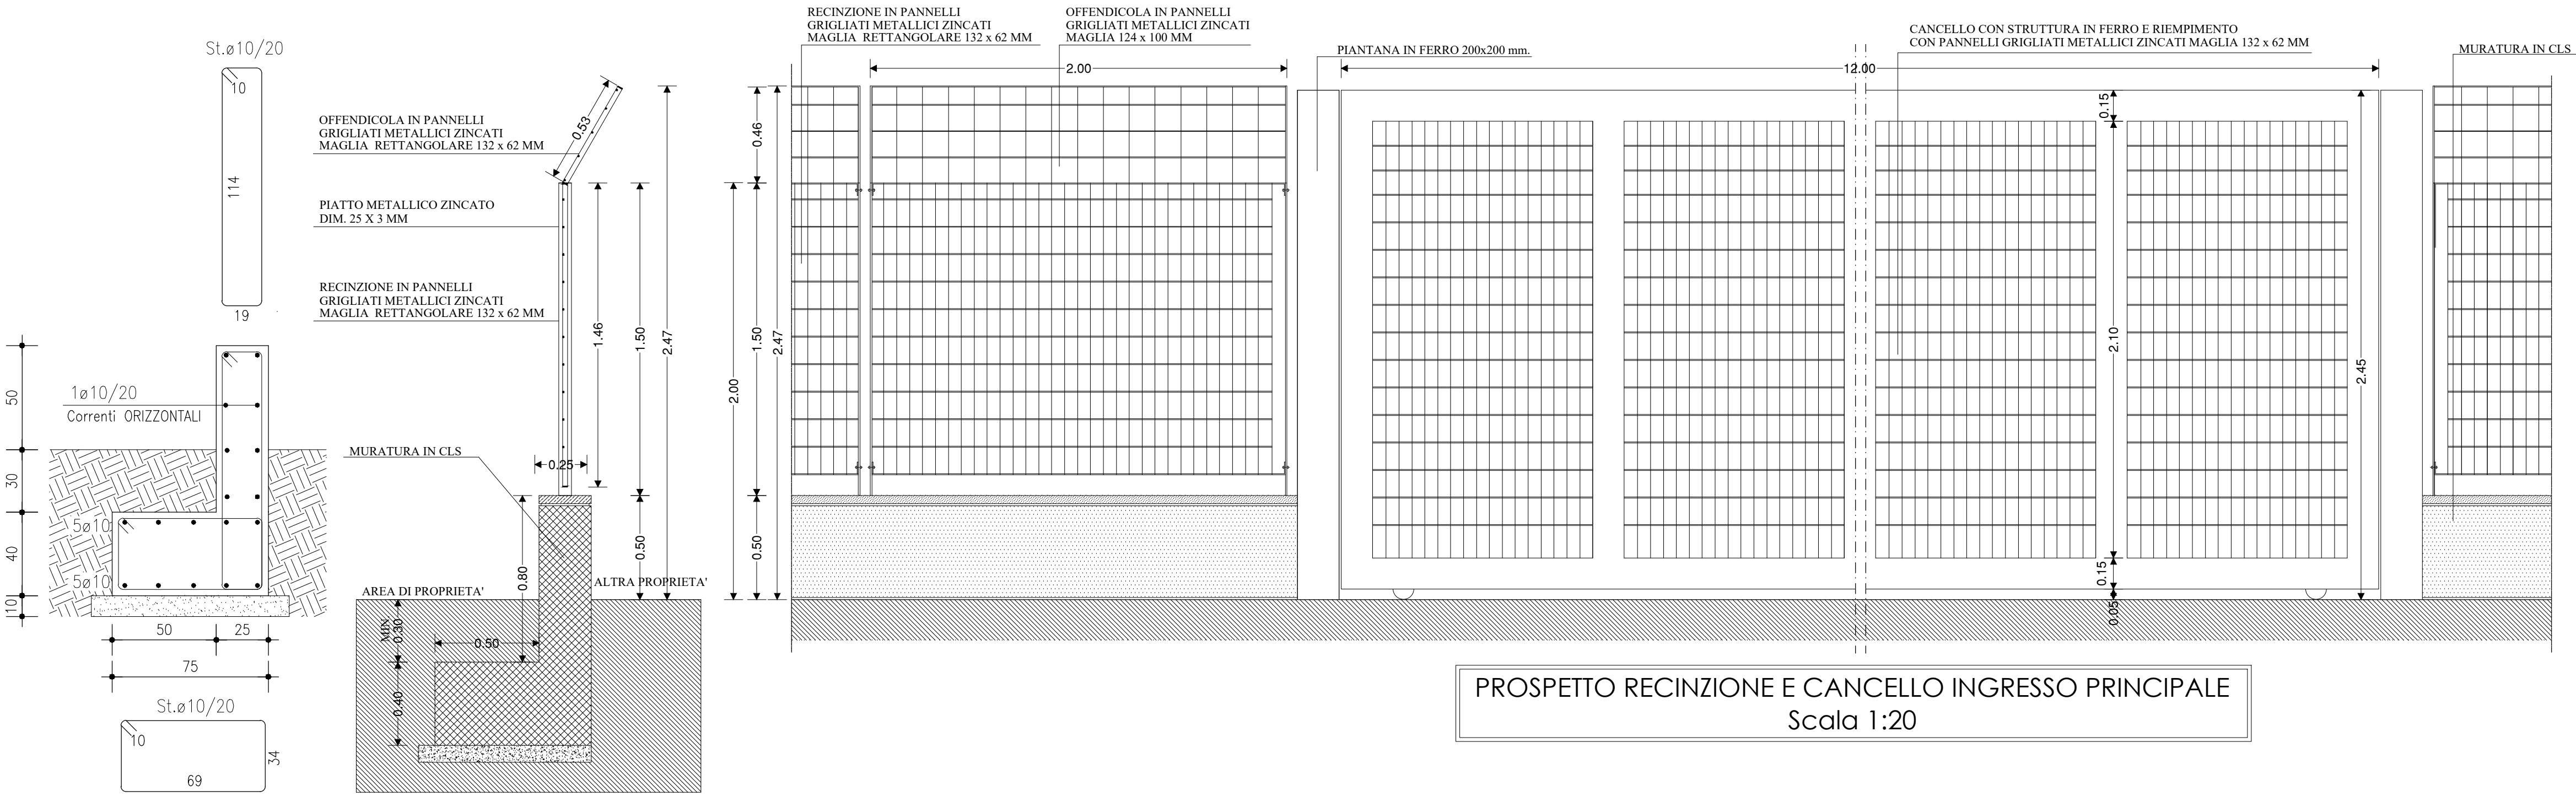 St.ø10/20
10
114
19
50
30
40
10
1ø10/20
Correnti ORIZZONTALI
5ø10
5ø10
50
25
75
St.ø10/20
10
34
69
OFFENDICOLA IN PANNELLI
GRIGLIATI METALLICI ZINCATI
MAGLIA RETTANGOLARE 132 x 62 MM
PIATTO METALLICO ZINCATO
DIM. 25 X 3 MM
RECINZIONE IN PANNELLI
GRIGLIATI METALLICI ZINCATI
MAGLIA RETTANGOLARE 132 x 62 MM
MURATURA IN CLS
0.53
1.46
1.50
2.47
0.25
0.50
0.80
AREA DI PROPRIETA'
ALTRA PROPRIETA'
MIN.
0.30
0.50
0.40
RECINZIONE IN PANNELLI
GRIGLIATI METALLICI ZINCATI
MAGLIA RETTANGOLARE 132 x 62 MM
OFFENDICOLA IN PANNELLI
GRIGLIATI METALLICI ZINCATI
MAGLIA 124 x 100 MM
2.00
0.46
1.50
2.47
2.00
0.50
PIANTANA IN FERRO 200x200 mm.
CANCELLO CON STRUTTURA IN FERRO E RIEMPIMENTO
CON PANNELLI GRIGLIATI METALLICI ZINCATI MAGLIA 132 x 62 MM
MURATURA IN CLS
12.00
0.15
2.10
2.45
0.15
0.05
PROSPETTO RECINZIONE E CANCELLO INGRESSO PRINCIPALE
Scala 1:20